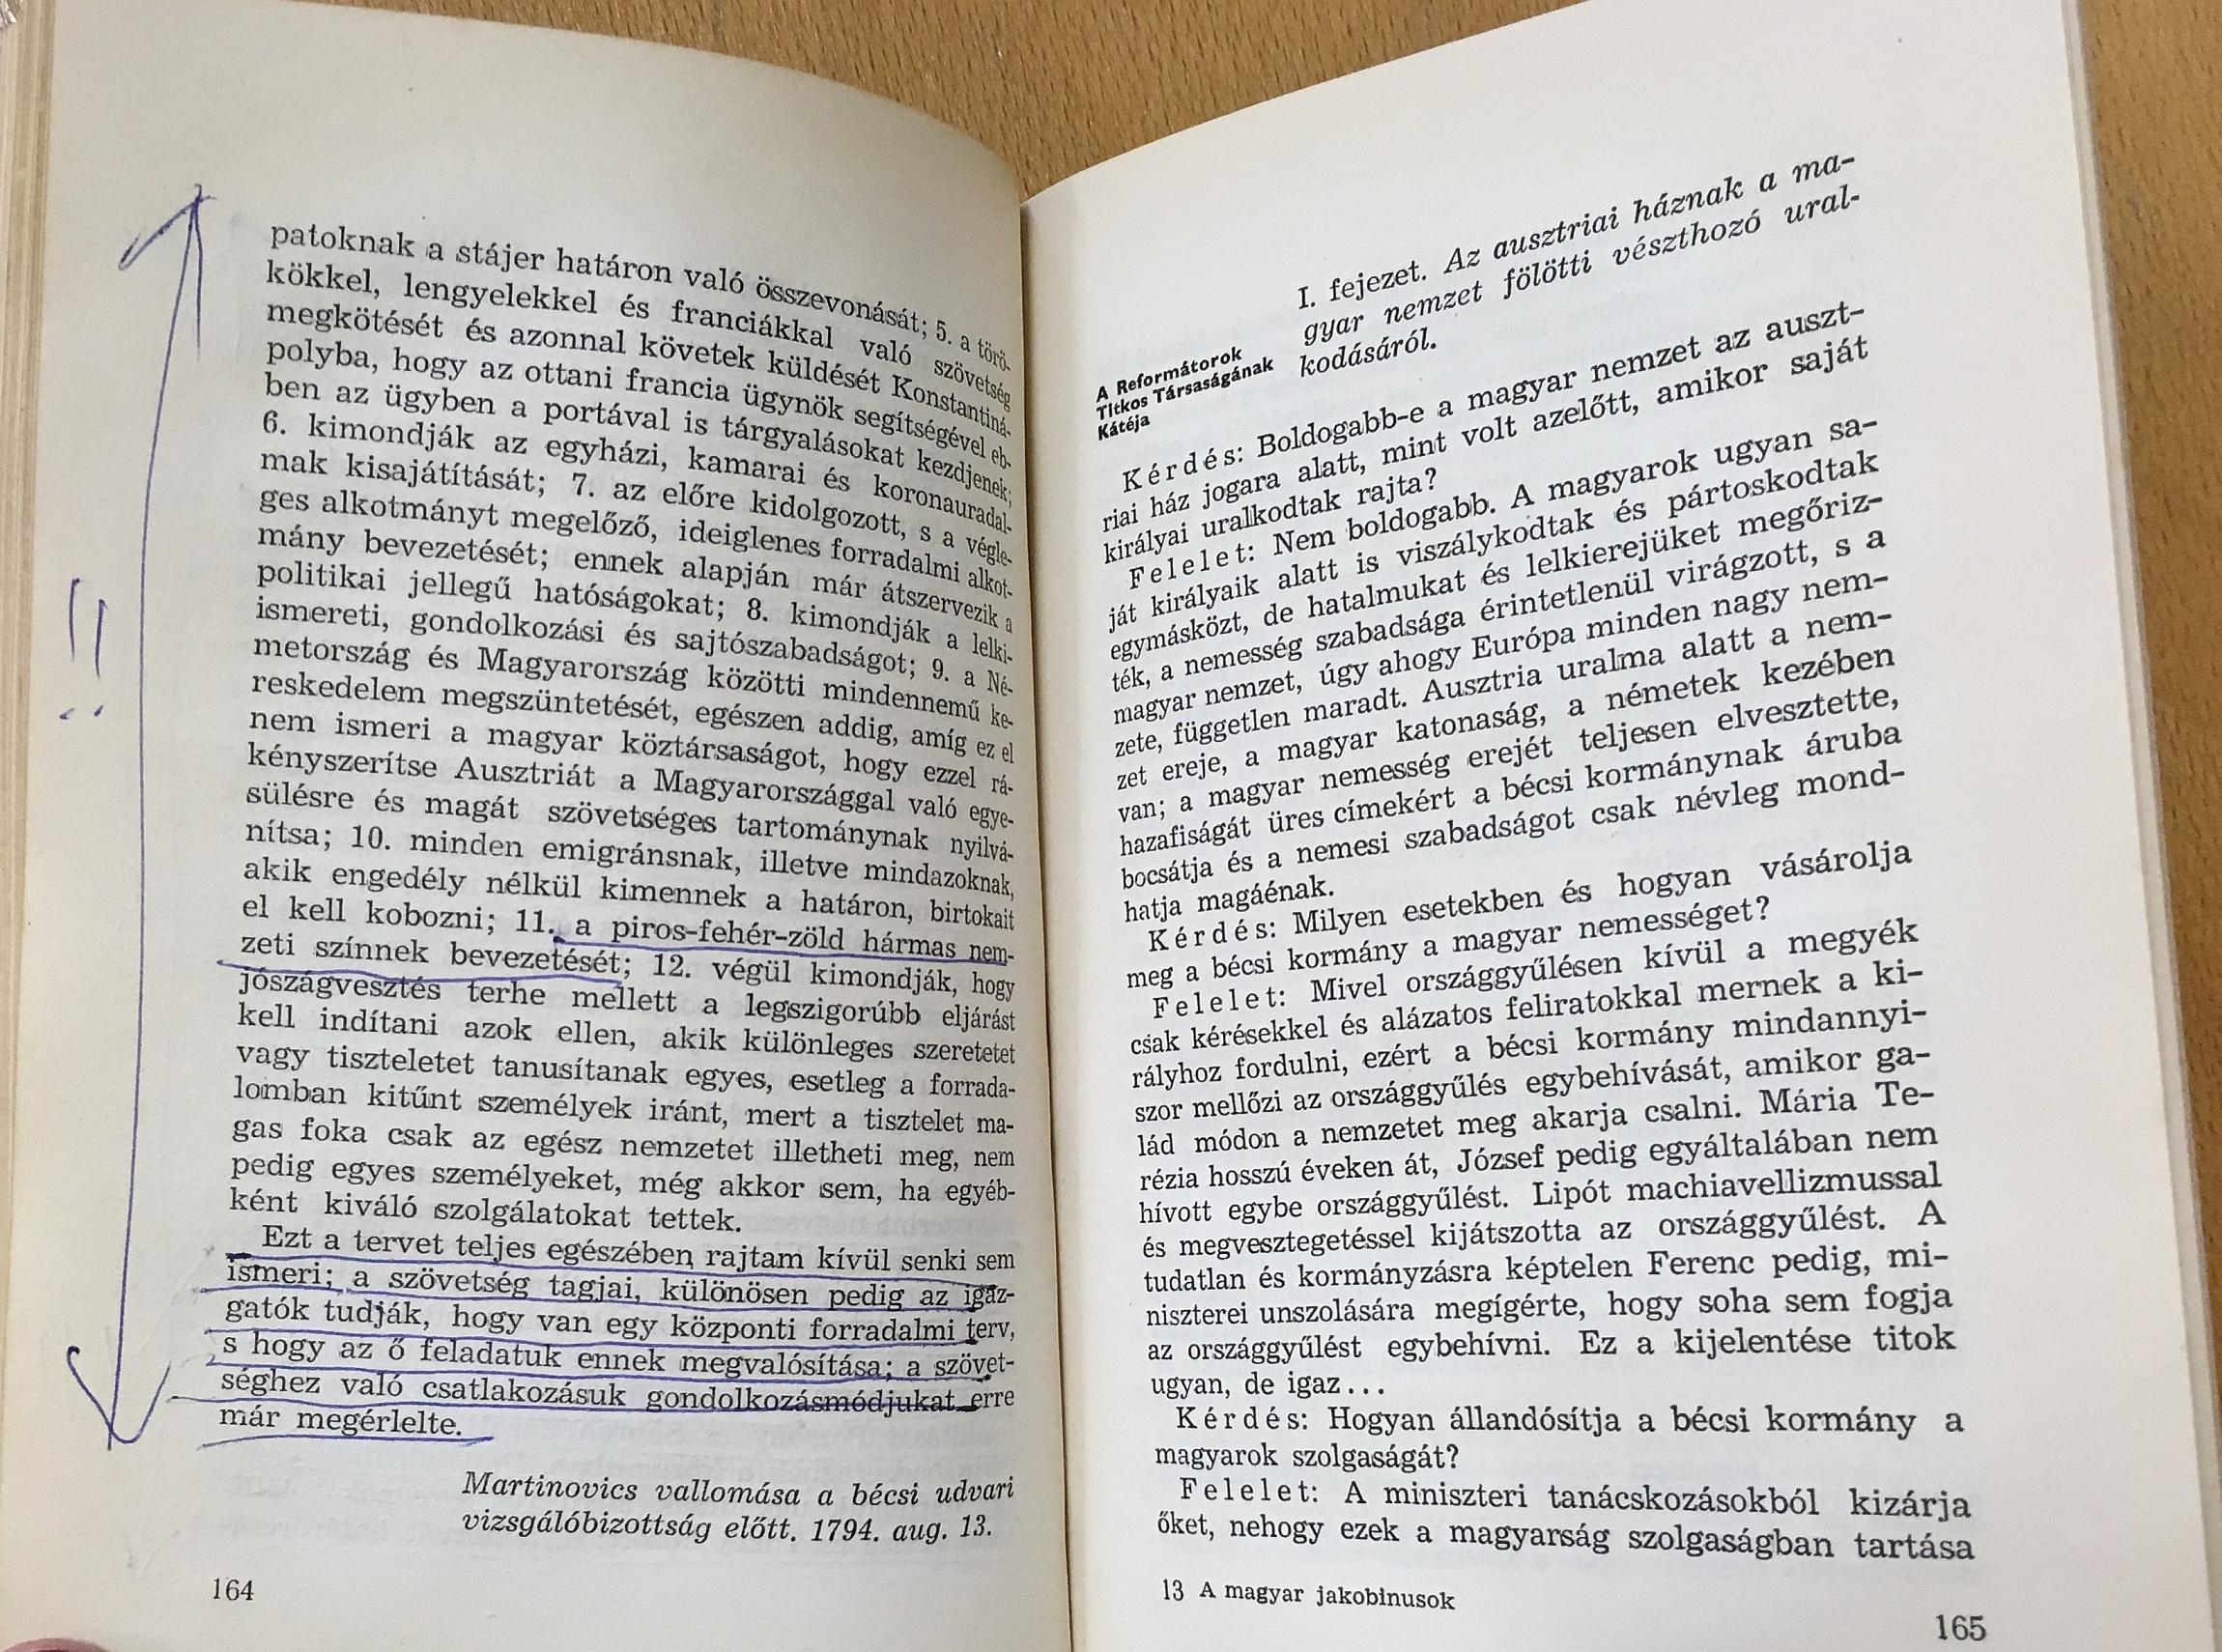 patoknak a stájer határon való összevonását; 5. a törö-
kökkel, lengyelekkel és franciákkal való szövetség
megkötését és azonnal követek küldését Konstantiná-
polyba, hogy az ottani francia ügynök segítségével eb-
ben az ügyben a portával is tárgyalásokat kezdjenek;
6. kimondják az egyházi, kamarai és koronauradal-
mak kisajátítását; 7. az előre kidolgozott, s a végle-
ges alkotmányt megelőző, ideiglenes forradalmi alkot-
mány bevezetését; ennek alapján már átszervezik a
politikai jellegű hatóságokat; 8. kimondják a lelki-
ismereti, gondolkozási és sajtószabadságot; 9. a Né-
metország és Magyarország közötti mindennemű ke-
reskedelem megszüntetését, egészen addig, amíg ez el
nem ismeri a magyar köztársaságot, hogy ezzel rá-
kényszerítse Ausztriát a Magyarországgal való egye-
sülésre és magát szövetséges tartománynak nyilvá-
nítsa; 10. minden emigránsnak, illetve mindazoknak,
akik engedély nélkül kimennek a határon, birtokait
el kell kobozni; 11. a piros-fehér-zöld hármas nem-
zeti színnek bevezetését; 12. végül kimondják, hogy
jószágvesztés terhe mellett a legszigorúbb eljárást
kell indítani azok ellen, akik különleges szeretetet
vagy tiszteletet tanusítanak egyes, esetleg a forrada-
lomban kitűnt személyek iránt, mert a tisztelet ma-
gas foka csak az egész nemzetet illetheti meg, nem
pedig egyes személyeket, még akkor sem, ha egyéb-
ként kiváló szolgálatokat tettek.
Ezt a tervet teljes egészében rajtam kívül senki sem
ismeri; a szövetség tagjai, különösen pedig az igaz-
gatók tudják, hogy van egy központi forradalmi terv,
s hogy az ő feladatuk ennek megvalósítása; a szövet-
séghez való csatlakozásuk gondolkozásmódjukat erre
már megérlelte.
Martinovics vallomása a bécsi udvari
vizsgálóbizottság előtt. 1794. aug. 13.
164
!!
I. fejezet. Az ausztriai háznak a ma-
gyar nemzet fölötti vészthozó ural-
kodásáról.
A Reformátorok
Titkos Társaságának
Kátéja
Kérdés: Boldogabb-e a magyar nemzet az auszt-
riai ház jogara alatt, mint volt azelőtt, amikor saját
királyai uralkodtak rajta?
Felelet: Nem boldogabb. A magyarok ugyan sa-
ját királyaik alatt is viszálykodtak és pártoskodtak
egymásközt, de hatalmukat és lelkierejüket megőriz-
ték, a nemesség szabadsága érintetlenül virágzott, s a
magyar nemzet, úgy ahogy Európa minden nagy nem-
zete, független maradt. Ausztria uralma alatt a nem-
zet ereje, a magyar katonaság, a németek kezében
van; a magyar nemesség erejét teljesen elvesztette,
hazafiságát üres címekért a bécsi kormánynak áruba
bocsátja és a nemesi szabadságot csak névleg mond-
hatja magáénak.
Kérdés: Milyen esetekben és hogyan vásárolja
meg a bécsi kormány a magyar nemességet?
Felelet: Mivel országgyűlésen kívül a megyék
csak kérésekkel és alázatos feliratokkal mernek a ki-
rályhoz fordulni, ezért a bécsi kormány mindannyi-
szor mellőzi az országgyűlés egybehívását, amikor ga-
lád módon a nemzetet meg akarja csalni. Mária Te-
rézia hosszú éveken át, József pedig egyáltalában nem
hívott egybe országgyűlést. Lipót machiavellizmussal
és megvesztegetéssel kijátszotta az országgyűlést. A
tudatlan és kormányzásra képtelen Ferenc pedig, mi-
niszterei unszolására megígérte, hogy soha sem fogja
az országgyűlést egybehívni. Ez a kijelentése titok
ugyan, de igaz...
Kérdés: Hogyan állandósítja a bécsi kormány a
magyarok szolgaságát?
Felelet: A miniszteri tanácskozásokból kizárja
őket, nehogy ezek a magyarság szolgaságban tartása
13 A magyar jakobinusok
165